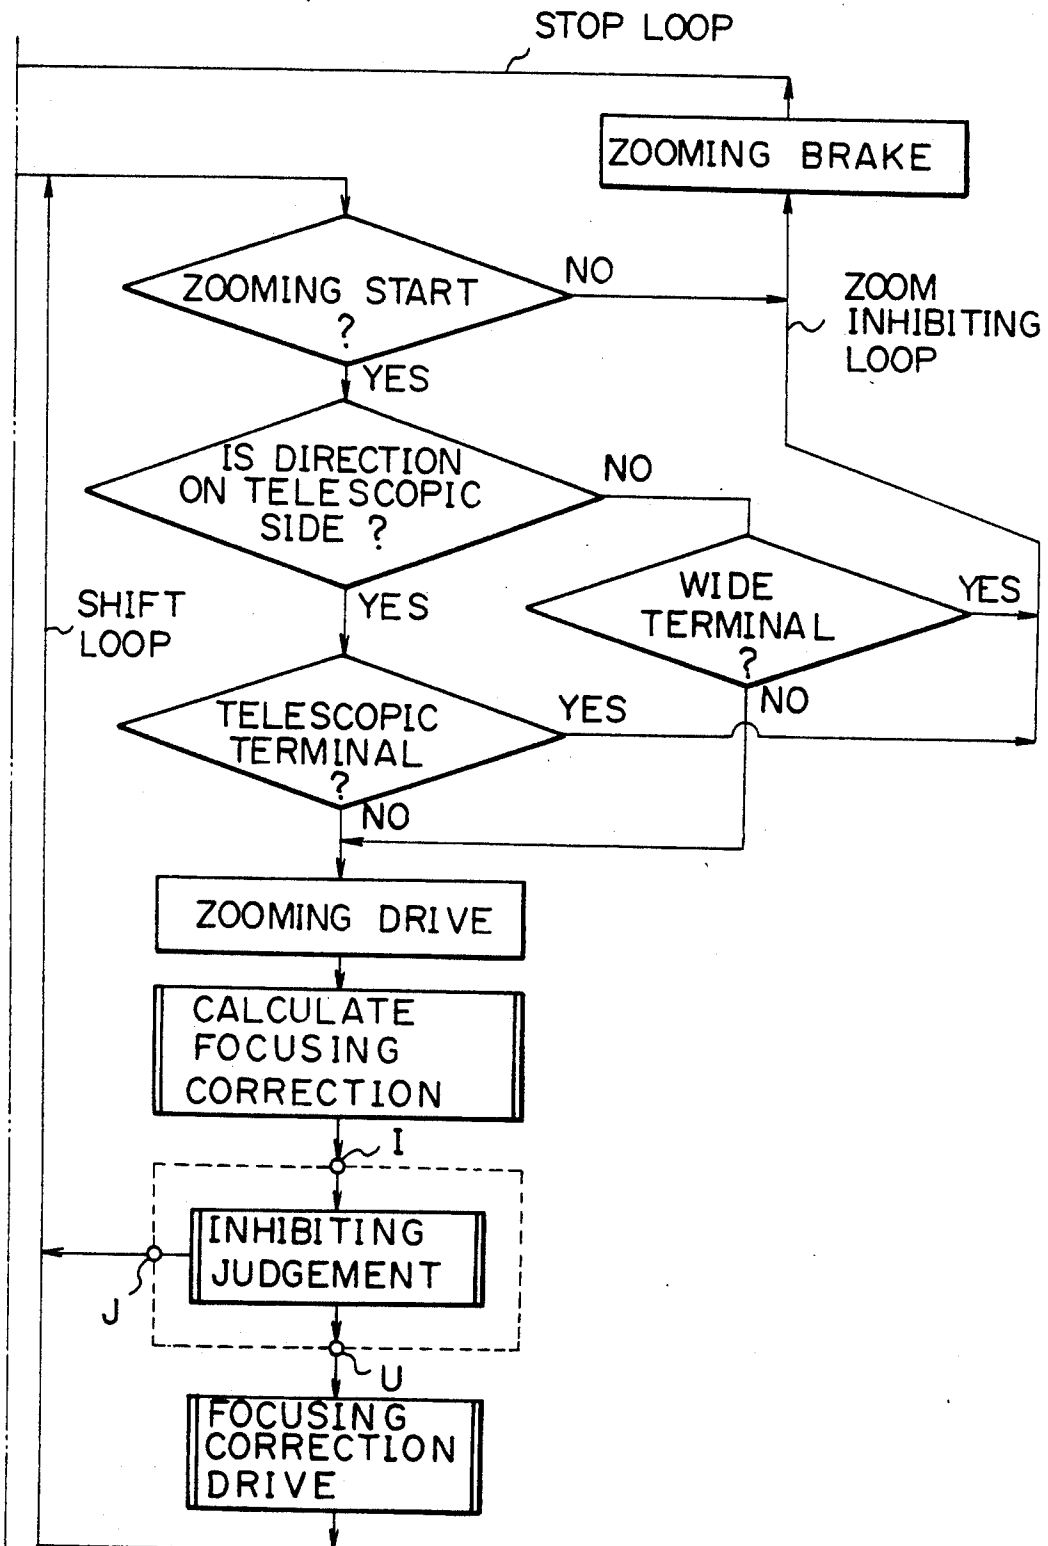 STOP LOOP
ZOOMING BRAKE
ZOOMING START
?
NO
YES
ZOOM
INHIBITING
LOOP
IS DIRECTION
ON TELESCOPIC
SIDE ?
NO
YES
WIDE
TERMINAL
?
YES
NO
SHIFT
LOOP
TELESCOPIC
TERMINAL
?
YES
NO
ZOOMING DRIVE
CALCULATE
FOCUSING
CORRECTION
I
INHIBITING
JUDGEMENT
J
U
FOCUSING
CORRECTION
DRIVE